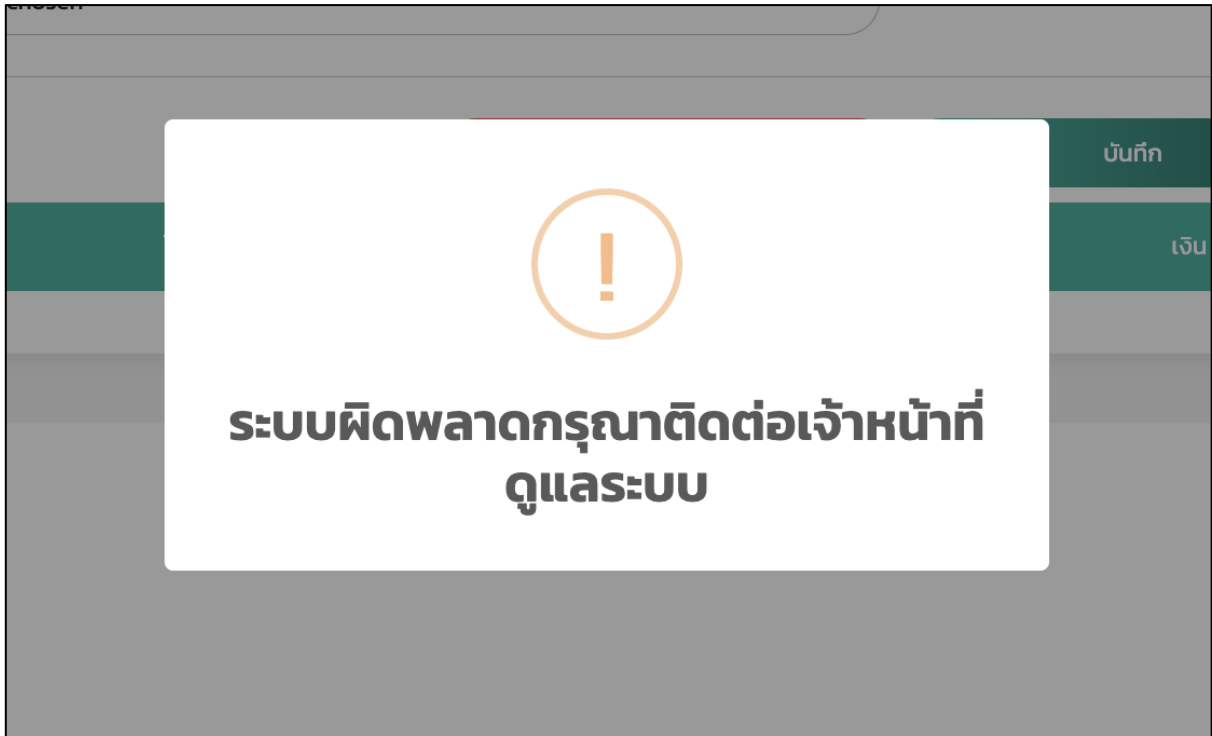 บันทึก
เงิน
!
ระบบผิดพลาดกรุณาติดต่อเจ้าหน้าที่
ดูแลระบบ